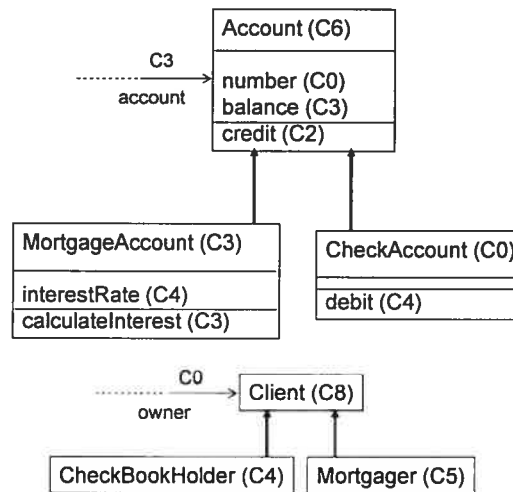 Account (C6)
C3
account
number (C0)
balance (C3)
credit (C2)
MortgageAccount (C3)
interestRate (C4)
calculateInterest (C3)
CheckAccount (C0)
debit (C4)
C0
owner
Client (C8)
CheckBookHolder (C4)
Mortgager (C5)